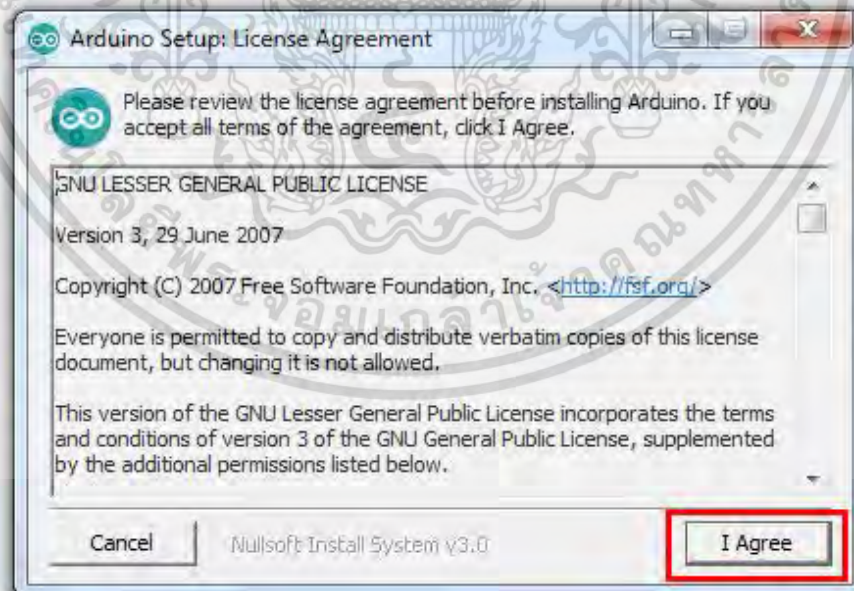 Arduino Setup: License Agreement
Please review the license agreement before installing Arduino. If you
accept all terms of the agreement, click I Agree.
GNU LESSER GENERAL PUBLIC LICENSE
Version 3, 29 June 2007
Copyright (C) 2007 Free Software Foundation, Inc. <http://fsf.org/>
Everyone is permitted to copy and distribute verbatim copies of this license
document, but changing it is not allowed.
This version of the GNU Lesser General Public License incorporates the terms
and conditions of version 3 of the GNU General Public License, supplemented
by the additional permissions listed below.
Cancel
Nullsoft Install System v3.0
I Agree